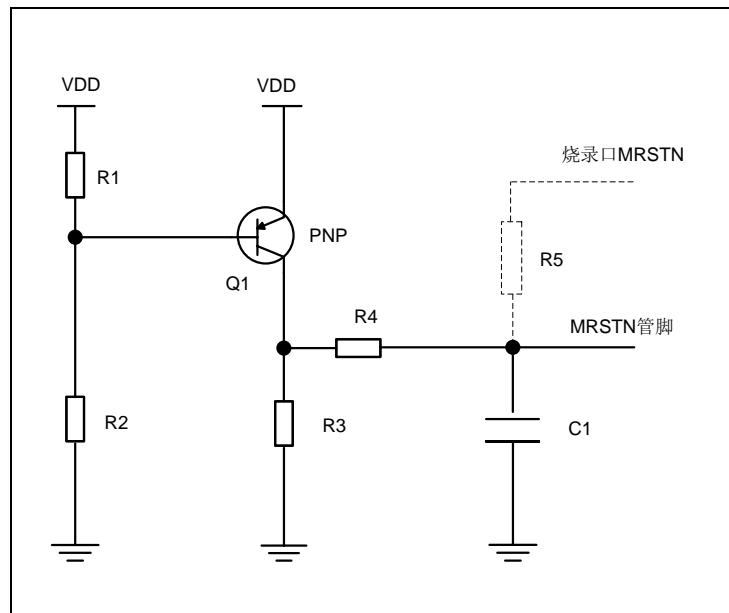 VDD
VDD
R1
烧录口MRSTN
PNP
R5
Q1
R4
MRSTN管脚
R2
R3
C1